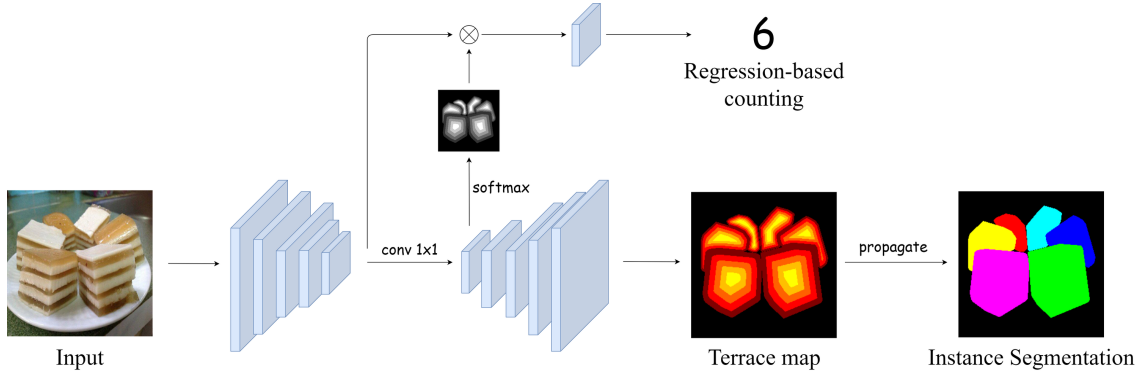 6
Regression-based
counting
softmax
conv 1x1
propagate
Input
Terrace map
Instance Segmentation